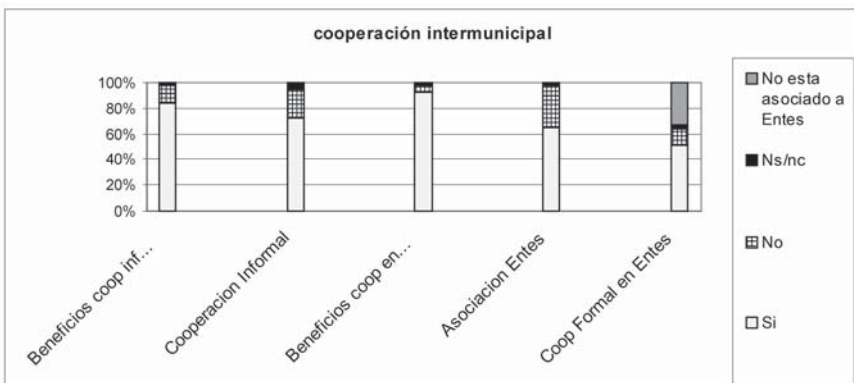 cooperación intermunicipal
100%
80%
60%
40%
20%
0%
Beneficios coop inf...
Cooperacion Informal
Beneficios coop en...
Asociacion Entes
Coop Formal en Entes
No esta
asociado a
Entes
Ns/nc
No
Si